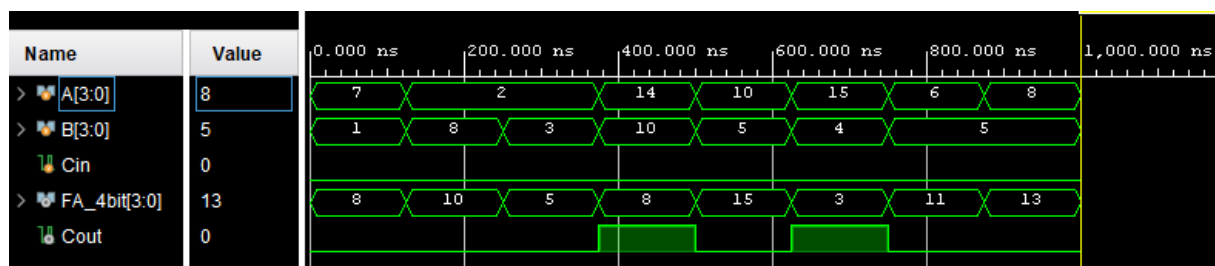 Name Value 0.000 ns 200.000 ns 400.000 ns 600.000 ns 800.000 ns 1,000.000 ns
A[3:0] 8 7 2 14 10 15 6 8
B[3:0] 5 1 8 3 10 5 4 5
Cin 0
FA_4bit[3:0] 13 8 10 5 8 15 3 11 13
Cout 0